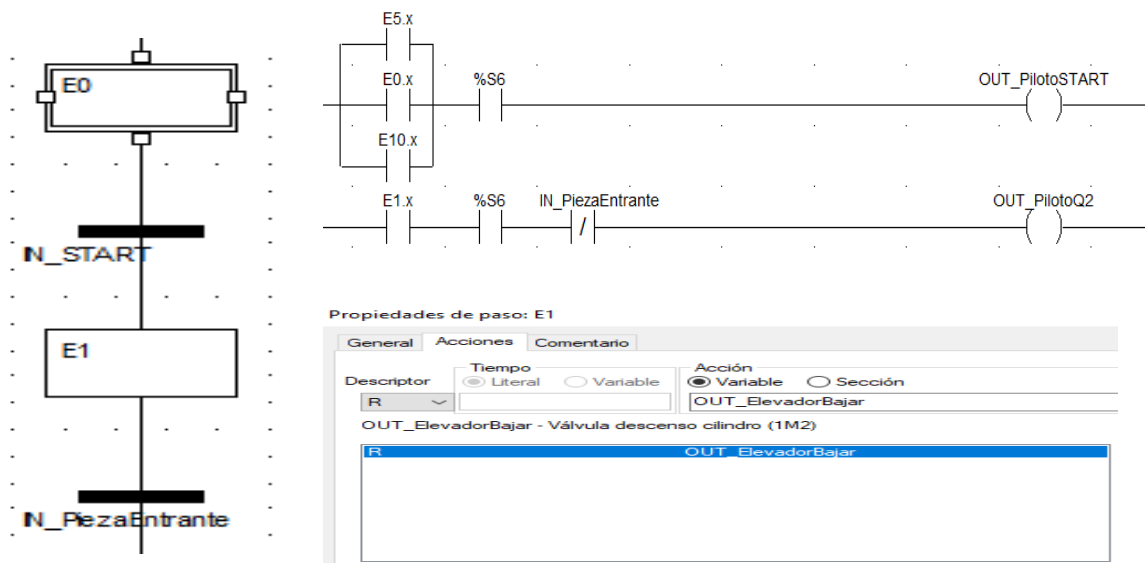 E0
IN_START
E1
IN_PiezaEntrante
E5.x
E0.x %S6 OUT_PilotoSTART
E10.x
E1.x %S6 IN_PiezaEntrante OUT_PilotoQ2
/
Propiedades de paso: E1
General Acciones Comentario
Tiempo Acción
Descriptor Literal Variable Variable Sección
R OUT_ElevadorBajar
OUT_ElevadorBajar - Válvula descenso cilindro (1M2)
R OUT_ElevadorBajar